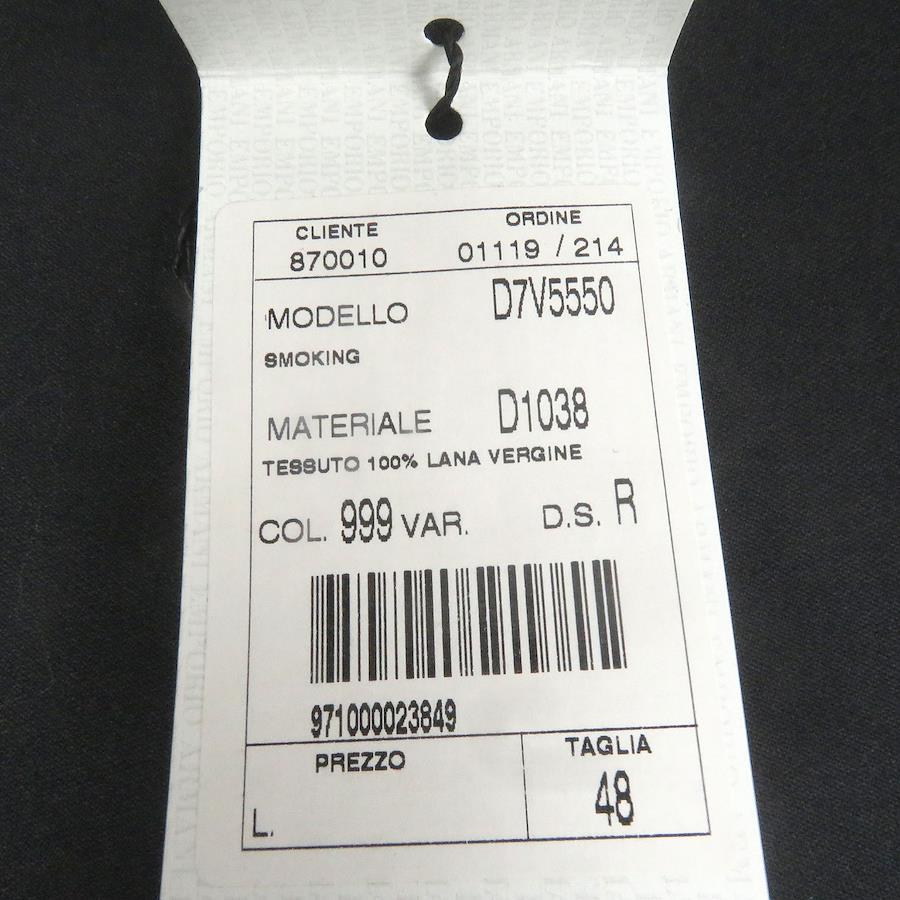 CLIENTE ORDINE
870010 01119 / 214
MODELLO D7V5550
SMOKING
MATERIALE D1038
TESSUTO 100% LANA VERGINE
COL. 999 VAR. D.S. R
971000023849
PREZZO TAGLIA
L. 48